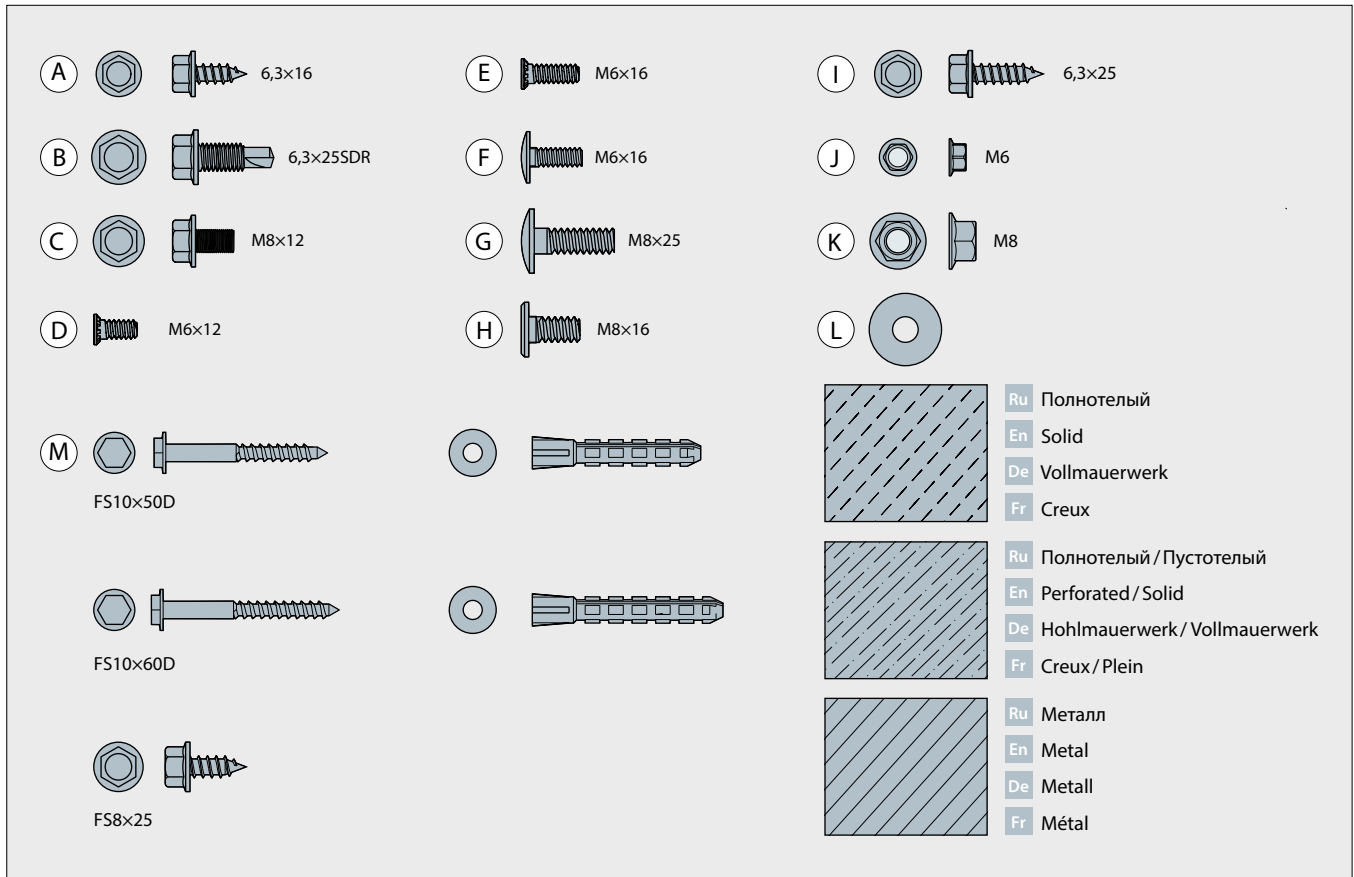 A 6,3×16
B 6,3×25SDR
C M8×12
D M6×12
E M6×16
F M6×16
G M8×25
H M8×16
I 6,3×25
J M6
K M8
L
M
FS10×50D
FS10×60D
FS8×25
Ru Полнотелый
En Solid
De Vollmauerwerk
Fr Creux
Ru Полнотелый / Пустотелый
En Perforated / Solid
De Hohlmauerwerk / Vollmauerwerk
Fr Creux / Plein
Ru Металл
En Metal
De Metall
Fr Métal